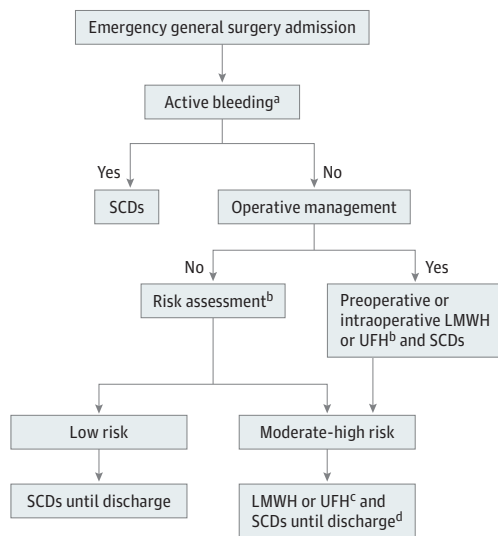 Emergency general surgery admission
Active bleedingᵃ
Yes
No
SCDs
Operative management
No
Yes
Risk assessmentᵇ
Preoperative or
intraoperative LMWH
or UFHᵇ and SCDs
Low risk
Moderate-high risk
SCDs until discharge
LMWH or UFHᶜ and
SCDs until dischargeᵈ